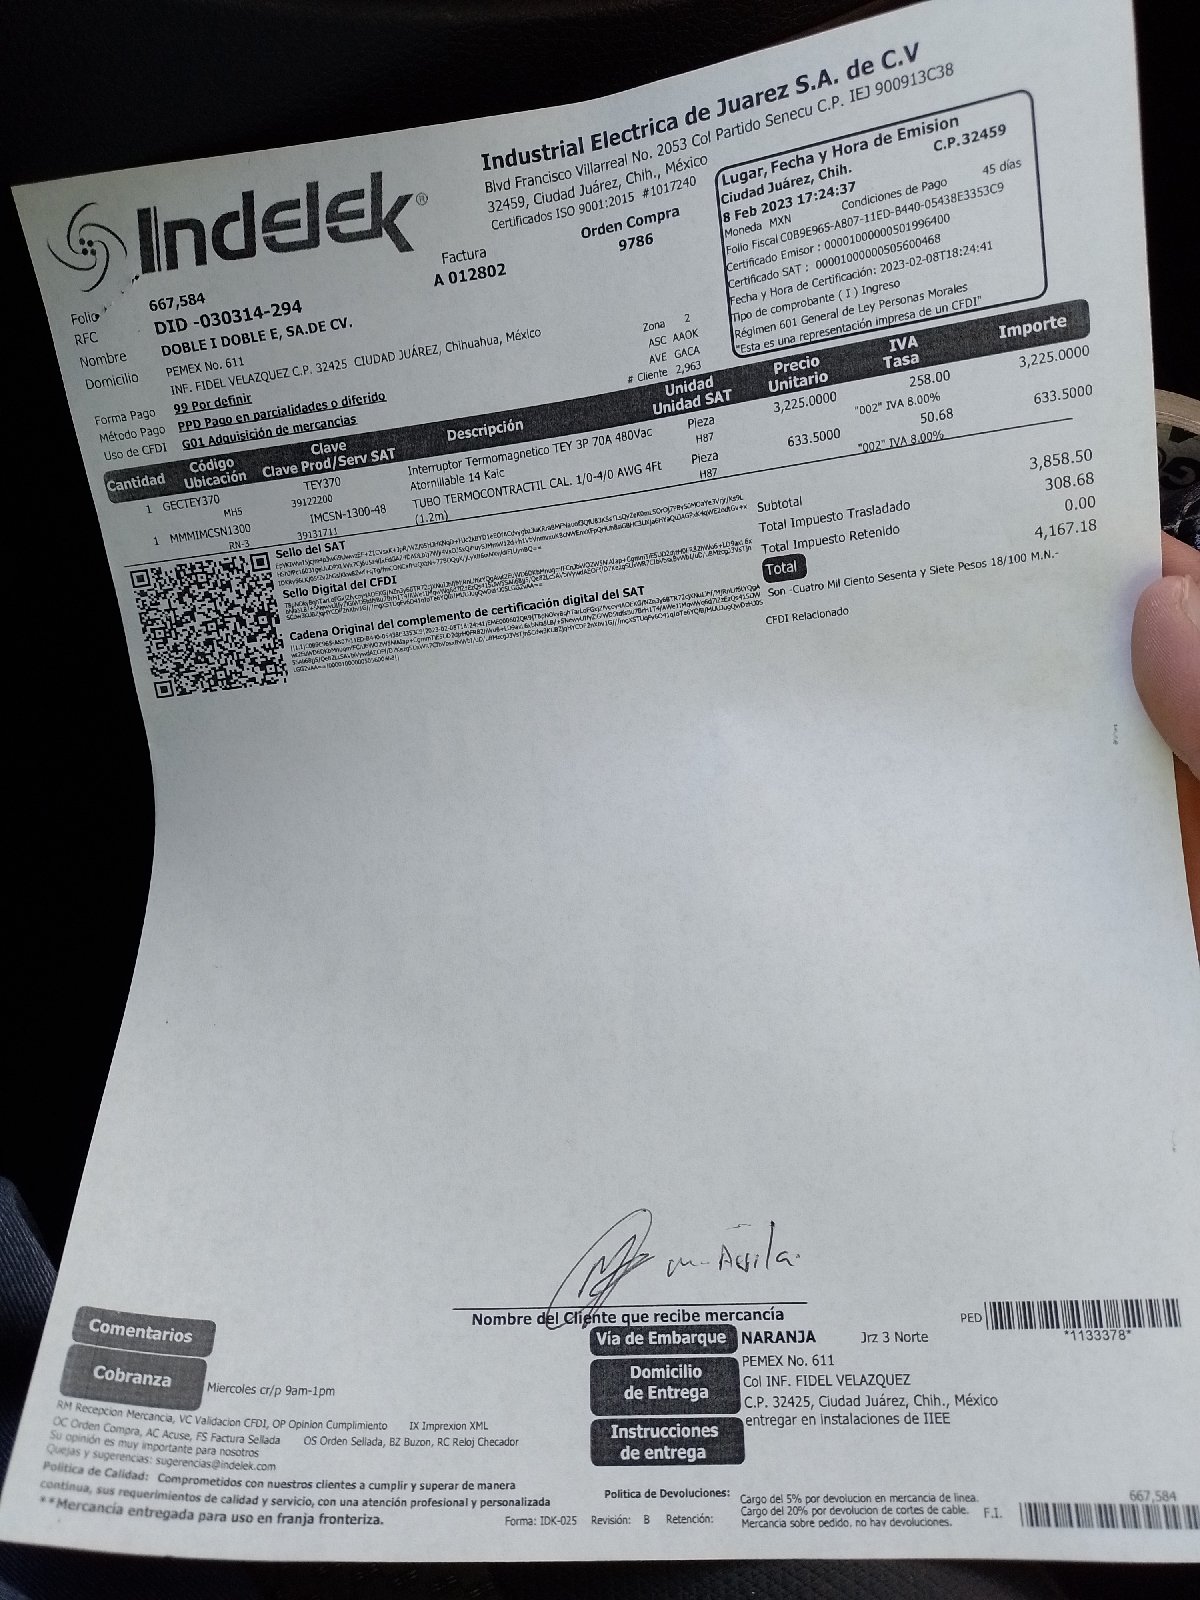 Indelek®
Industrial Electrica de Juarez S.A. de C.V
Blvd Francisco Villarreal No. 2053 Col Partido Senecu C.P. IEJ 900913C38
32459, Ciudad Juárez, Chih., México
Certificados ISO 9001:2015 #1017240
Factura
A 012802
Orden Compra
9786
Lugar, Fecha y Hora de Emision
Ciudad Juárez, Chih. C.P.32459
8 Feb 2023 17:24:37
Moneda MXN Condiciones de Pago 45 días
Folio Fiscal C0B9E965-A807-11ED-B440-05438E3353C9
Certificado Emisor : 00001000000501996400
Certificado SAT : 00001000000505600468
Fecha y Hora de Certificación: 2023-02-08T18:24:41
Tipo de comprobante ( I ) Ingreso
Régimen 601 General de Ley Personas Morales
"Esta es una representación impresa de un CFDI"
Folio 667,584
RFC DID -030314-294
Nombre DOBLE I DOBLE E, SA.DE CV.
Domicilio PEMEX No. 611
INF. FIDEL VELAZQUEZ C.P. 32425 CIUDAD JUÁREZ, Chihuahua, México
Zona 2
ASC AAOK
AVE GACA
# Cliente 2,963
Forma Pago 99 Por definir
Método Pago PPD Pago en parcialidades o diferido
Uso de CFDI G01 Adquisición de mercancias
Cantidad Código Ubicación Clave Clave Prod/Serv SAT Descripción Unidad Unidad SAT Precio Unitario IVA Tasa Importe
1 GECTEY370 TEY370 Interruptor Termomagnetico TEY 3P 70A 480Vac Pieza 3,225.0000 258.00 3,225.0000
MH5 39122200 Atornillable 14 Kaic H87 "002" IVA 8.00%
1 MMMIMCSN1300 IMCSN-1300-48 TUBO TERMOCONTRACTIL CAL. 1/0-4/0 AWG 4Ft Pieza 633.5000 50.68 633.5000
RN-3 39131711 (1.2m) H87 "002" IVA 8.00%
Sello del SAT
Sello Digital del CFDI
Cadena Original del complemento de certificación digital del SAT
Subtotal 3,858.50
Total Impuesto Trasladado 308.68
Total Impuesto Retenido 0.00
Total 4,167.18
Son -Cuatro Mil Ciento Sesenta y Siete Pesos 18/100 M.N.-
CFDI Relacionado
Nombre del Cliente que recibe mercancía
Comentarios
Cobranza Miercoles cr/p 9am-1pm
Vía de Embarque NARANJA Jrz 3 Norte
PED *1133378*
Domicilio de Entrega PEMEX No. 611
Col INF. FIDEL VELAZQUEZ
C.P. 32425, Ciudad Juárez, Chih., México
Instrucciones de entrega entregar en instalaciones de IIEE
RM Recepcion Mercancia, VC Validacion CFDI, OP Opinion Cumplimiento IX Imprexion XML
OC Orden Compra, AC Acuse, FS Factura Sellada OS Orden Sellada, BZ Buzon, RC Reloj Checador
Su opinión es muy importante para nosotros
Quejas y sugerencias: sugerencias@indelek.com
Politica de Calidad: Comprometidos con nuestros clientes a cumplir y superar de manera
continua, sus requerimientos de calidad y servicio, con una atención profesional y personalizada
**Mercancía entregada para uso en franja fronteriza.
Forma: IDK-025 Revisión: B Retención:
Politica de Devoluciones: Cargo del 5% por devolucion en mercancia de linea.
Cargo del 20% por devolucion de cortes de cable.
Mercancia sobre pedido, no hay devoluciones.
F.I. 667,584